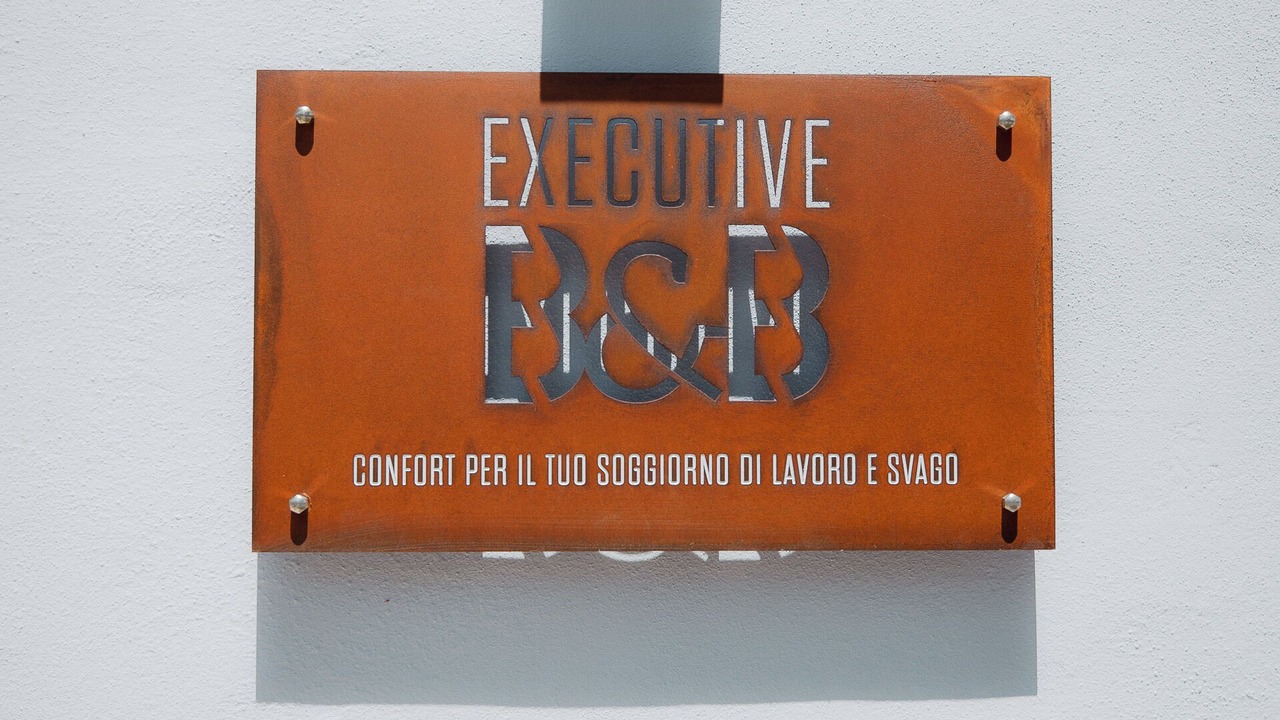 EXECUTIVE
B&B
CONFORT PER IL TUO SOGGIORNO DI LAVORO E SVAGO